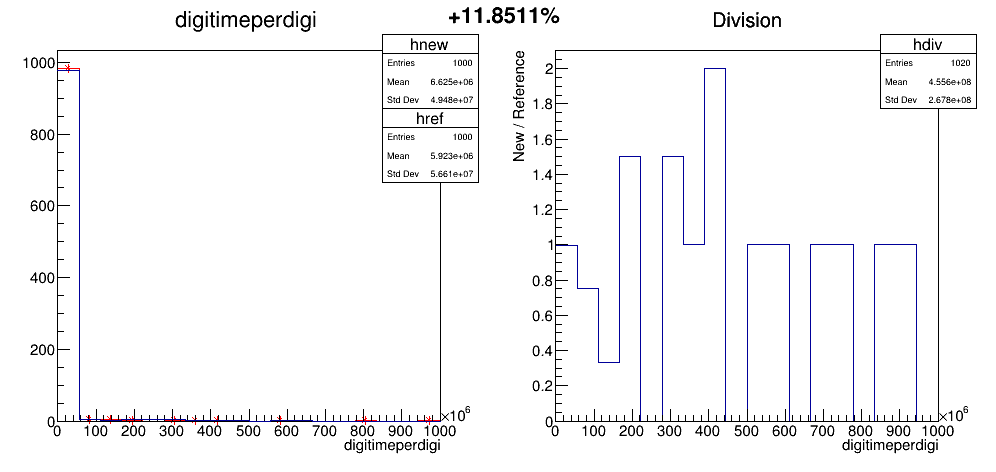 digitimeperdigi
+11.8511%
Division
hnew
Entries 1000
Mean 6.625e+06
Std Dev 4.948e+07
href
Entries 1000
Mean 5.923e+06
Std Dev 5.661e+07
1000
800
600
400
200
0
0 100 200 300 400 500 600 700 800 900 1000
×10⁶
digitimeperdigi
hdiv
Entries 1020
Mean 4.556e+08
Std Dev 2.678e+08
New / Reference
2
1.8
1.6
1.4
1.2
1
0.8
0.6
0.4
0.2
0
0 100 200 300 400 500 600 700 800 900 1000
×10⁶
digitimeperdigi